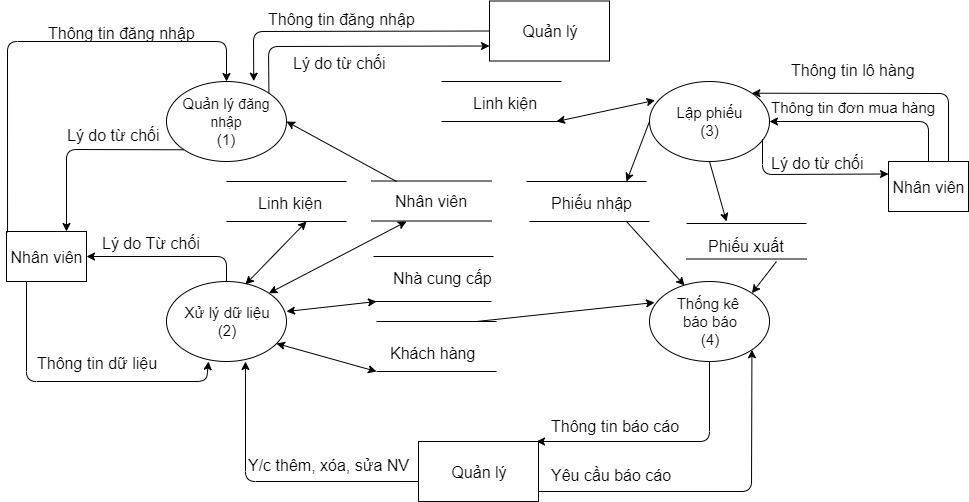 Thông tin đăng nhập
Quản lý
Thông tin đăng nhập
Lý do từ chối
Thông tin lô hàng
Quản lý đăng
nhập
(1)
Linh kiện
Lập phiếu
(3)
Thông tin đơn mua hàng
Lý do từ chối
Lý do từ chối
Nhân viên
Linh kiện
Nhân viên
Phiếu nhập
Phiếu xuất
Nhân viên
Lý do Từ chối
Nhà cung cấp
Xử lý dữ liệu
(2)
Thống kê
báo báo
(4)
Khách hàng
Thông tin dữ liệu
Thông tin báo cáo
Y/c thêm, xóa, sửa NV
Quản lý
Yêu cầu báo cáo